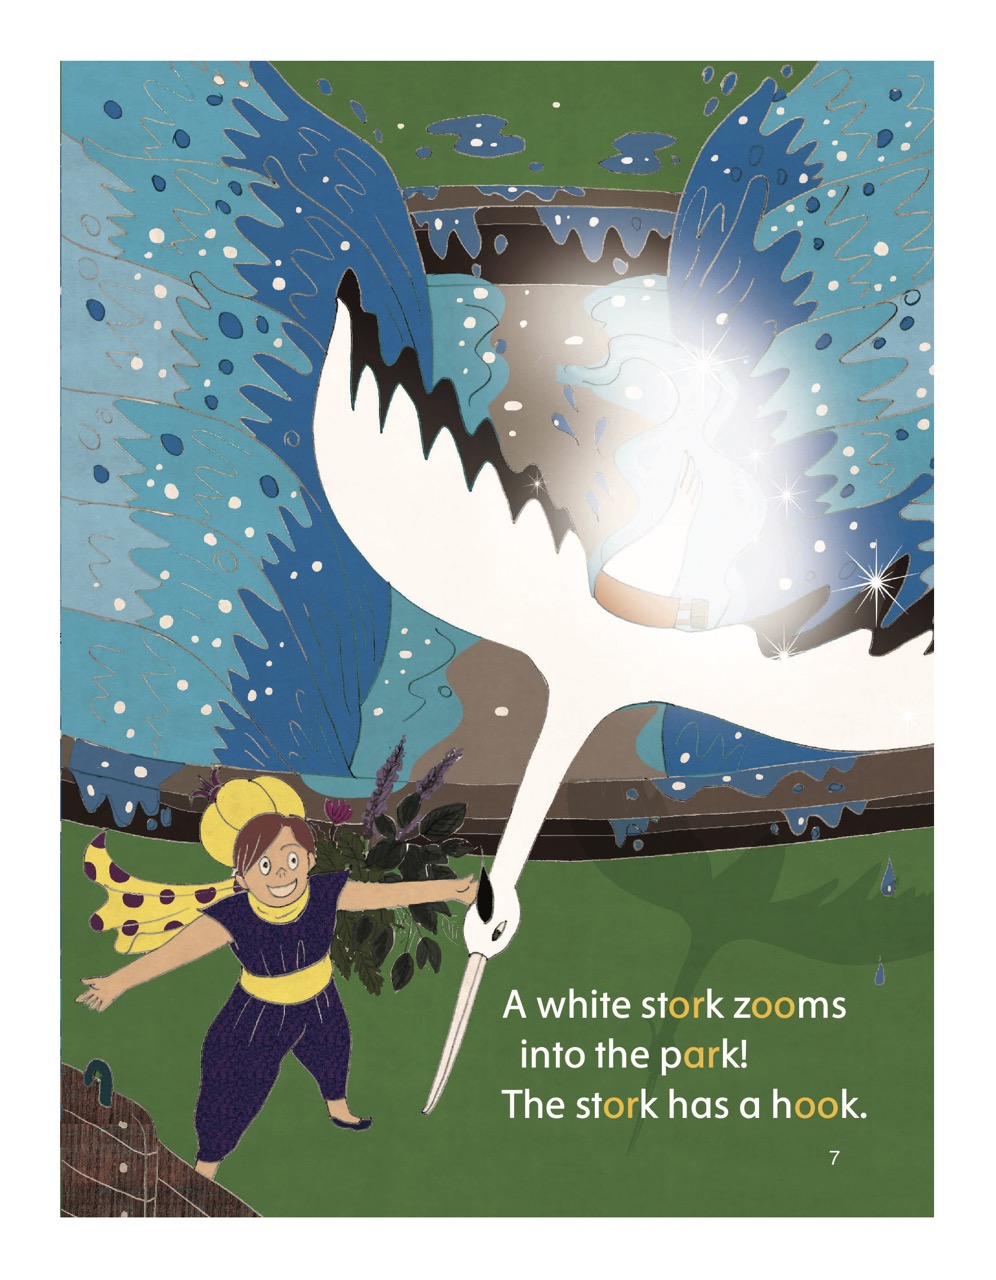 A white stork zooms
into the park!
The stork has a hook.
7